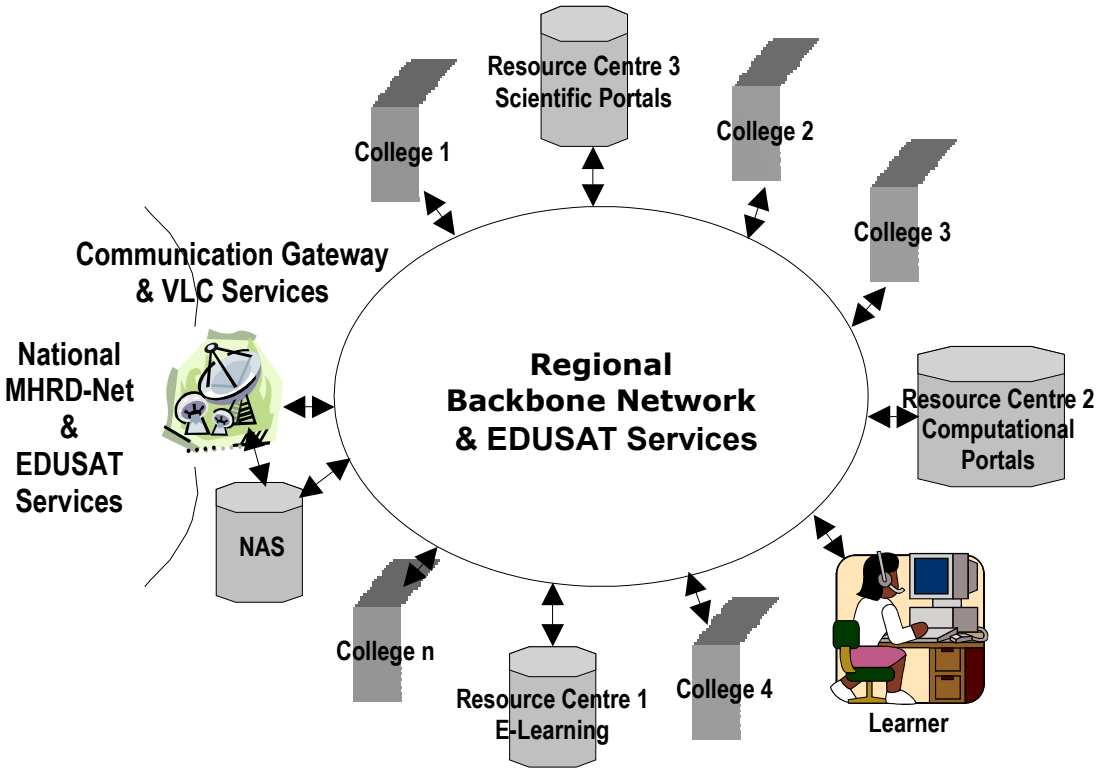 Resource Centre 3
Scientific Portals
College 1
College 2
College 3
Communication Gateway
& VLC Services
National
MHRD-Net
&
EDUSAT
Services
Regional
Backbone Network
& EDUSAT Services
Resource Centre 2
Computational
Portals
NAS
College n
Resource Centre 1
E-Learning
College 4
Learner